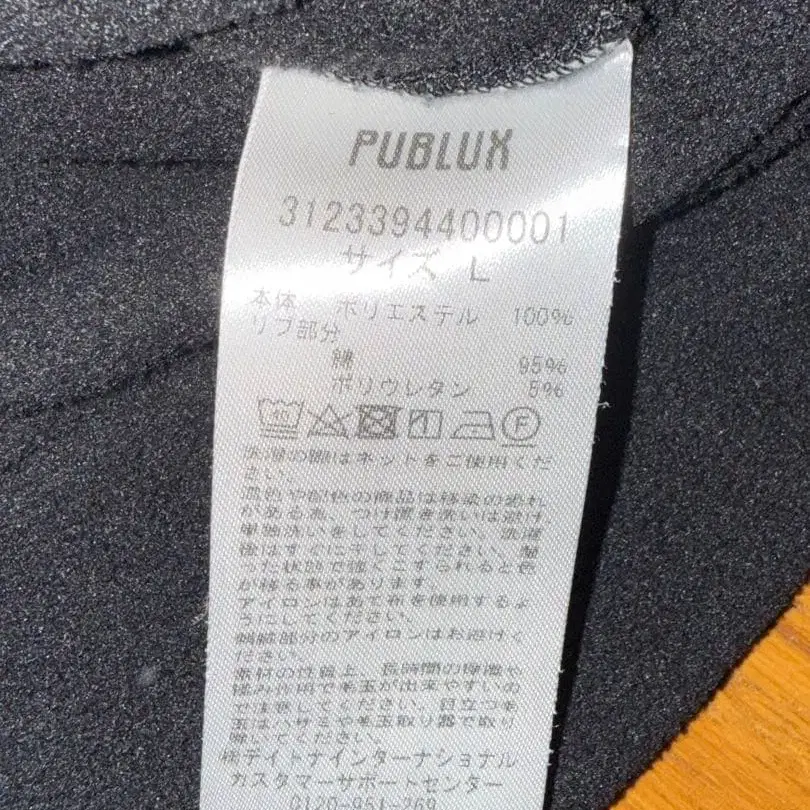 PUBLUX
3123394400001
サイズ L
本体 ポリエステル 100%
リブ部分
綿 95%
ポリウレタン 5%
40
F
洗濯の際はネットをご使用くだ
さい。
濃色や配色の商品は移染の恐れ
がある為、つけ置き洗いは避け、
単独洗いをしてください。洗濯
後はすぐに干してください。湿
った状態で強くこすられると色
が移る事があります。
アイロンはあて布を使用するよ
うにしてください。
刺繍部分のアイロンはお避けく
ださい。
素材の性質上、長時間の摩擦や
揉み作用で毛玉が出来やすいの
で注意してください。目立つ毛
玉はハサミや毛玉取り器で取り
除いてください。
㈱デイトナインターナショナル
カスタマーサポートセンター
0120-951-269